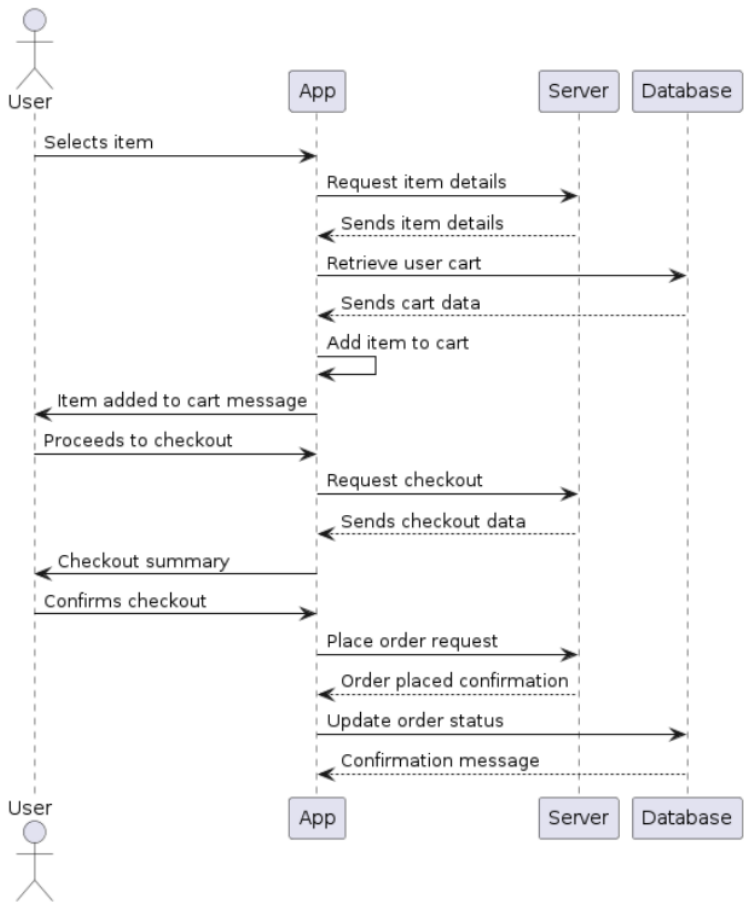 User
App
Server
Database
Selects item
Request item details
Sends item details
Retrieve user cart
Sends cart data
Add item to cart
Item added to cart message
Proceeds to checkout
Request checkout
Sends checkout data
Checkout summary
Confirms checkout
Place order request
Order placed confirmation
Update order status
Confirmation message
User
App
Server
Database